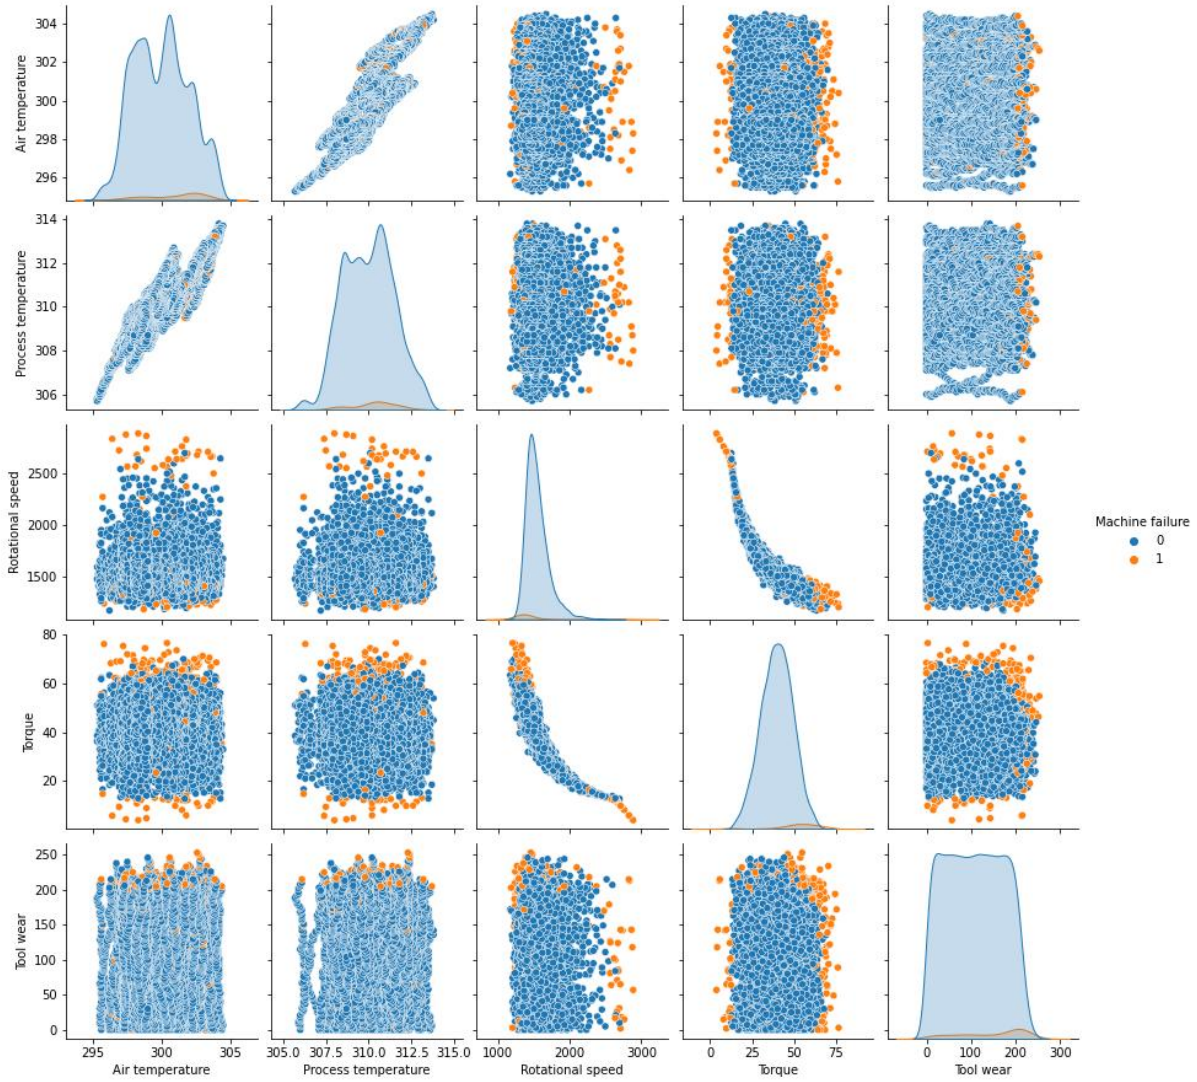 304
302
300
298
296
Air temperature
314
312
310
308
306
Process temperature
2500
2000
1500
Rotational speed
Machine failure
0
1
80
60
40
20
Torque
250
200
150
100
50
0
Tool wear
295 300 305
305.0 307.5 310.0 312.5 315.0
1000 2000 3000
0 25 50 75
0 100 200 300
Air temperature
Process temperature
Rotational speed
Torque
Tool wear